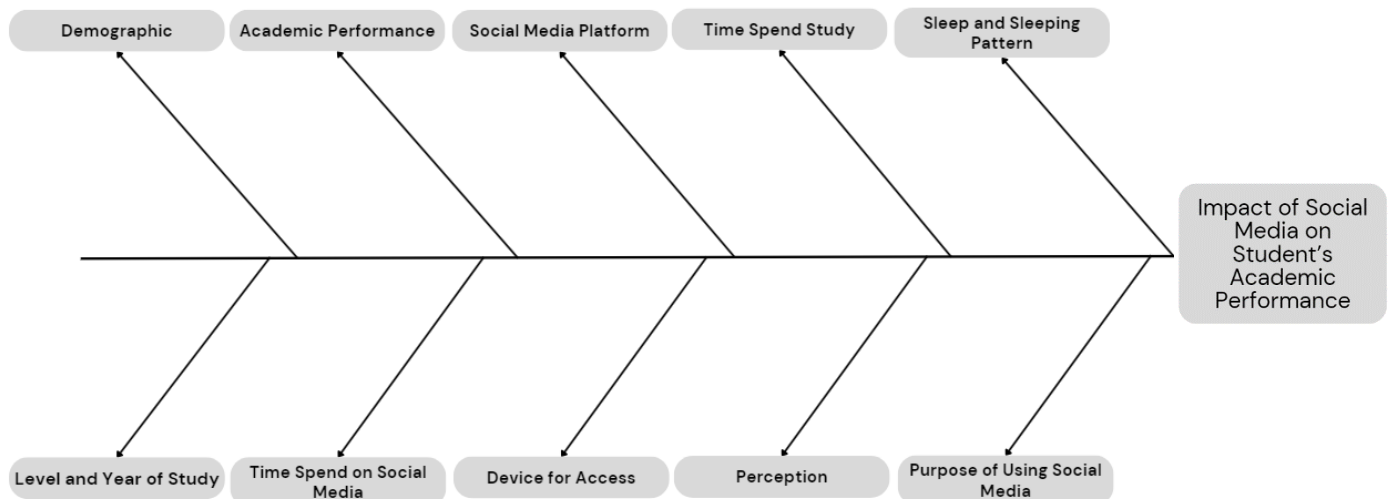 Demographic
Academic Performance
Social Media Platform
Time Spend Study
Sleep and Sleeping
Pattern
Impact of Social
Media on
Student’s
Academic
Performance
Level and Year of Study
Time Spend on Social
Media
Device for Access
Perception
Purpose of Using Social
Media